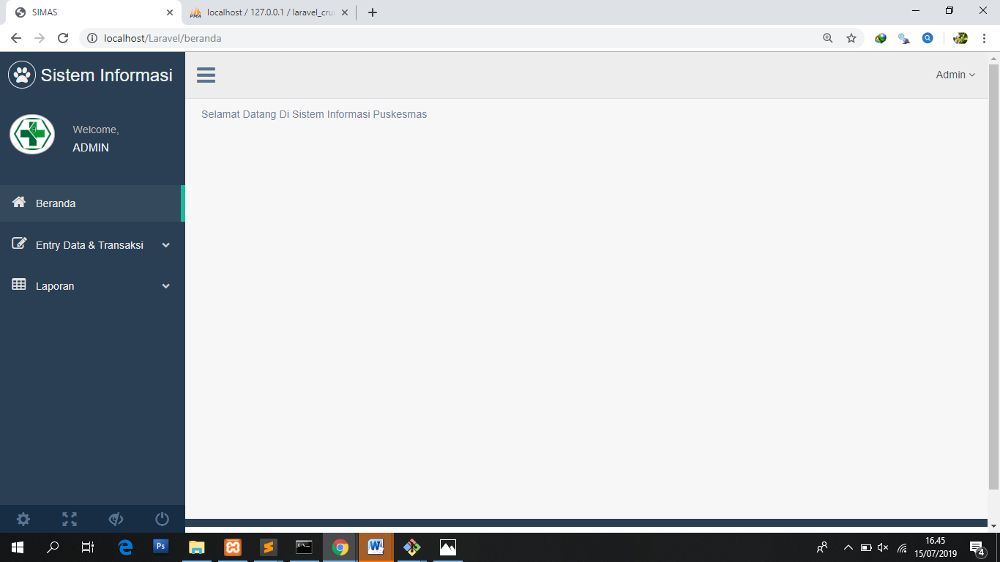 SIMAS
localhost / 127.0.0.1 / laravel_cru
localhost/Laravel/beranda
Sistem Informasi
Admin
Selamat Datang Di Sistem Informasi Puskesmas
Welcome,
ADMIN
Beranda
Entry Data & Transaksi
Laporan
16.45
15/07/2019
4